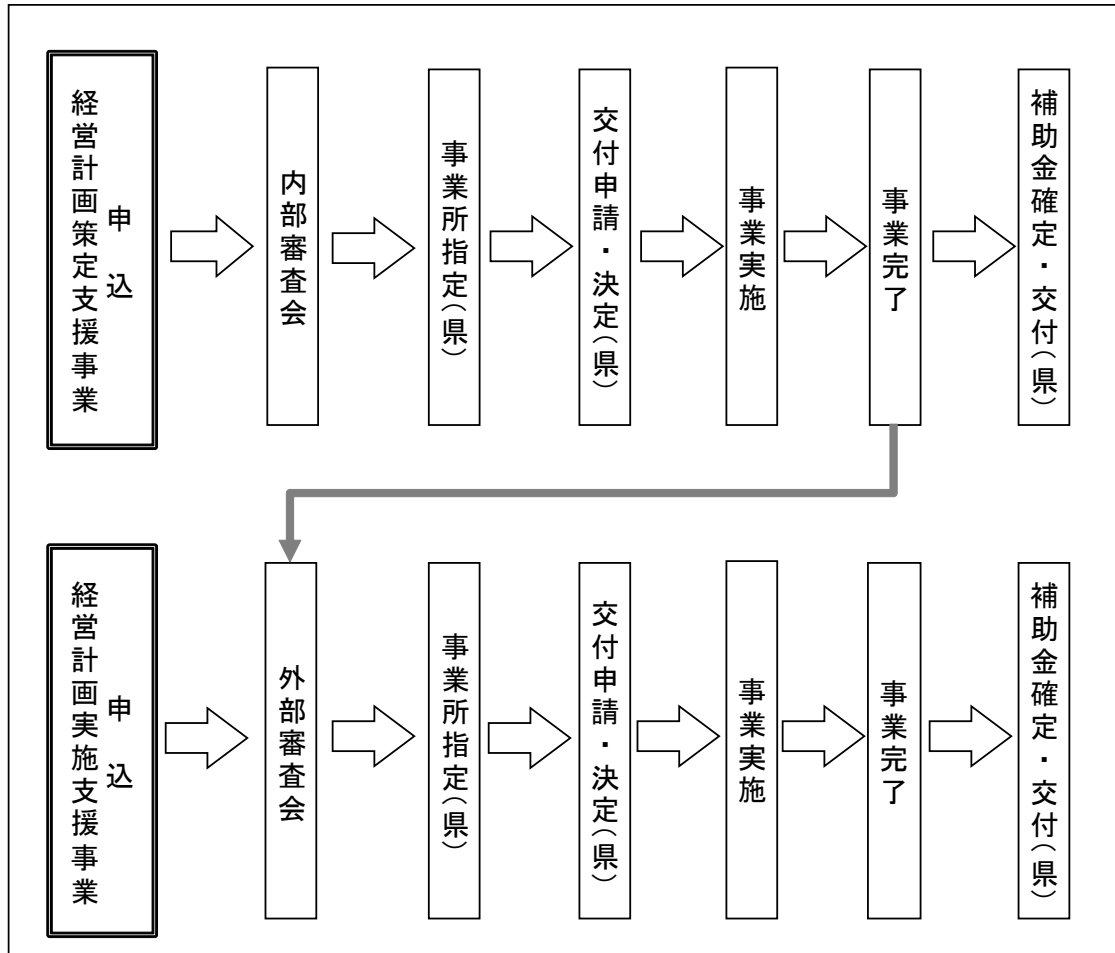 経営計画策定支援事業
申込
内部審査会
事業所指定(県)
交付申請・決定(県)
事業実施
事業完了
補助金確定・交付(県)
経営計画実施支援事業
申込
外部審査会
事業所指定(県)
交付申請・決定(県)
事業実施
事業完了
補助金確定・交付(県)